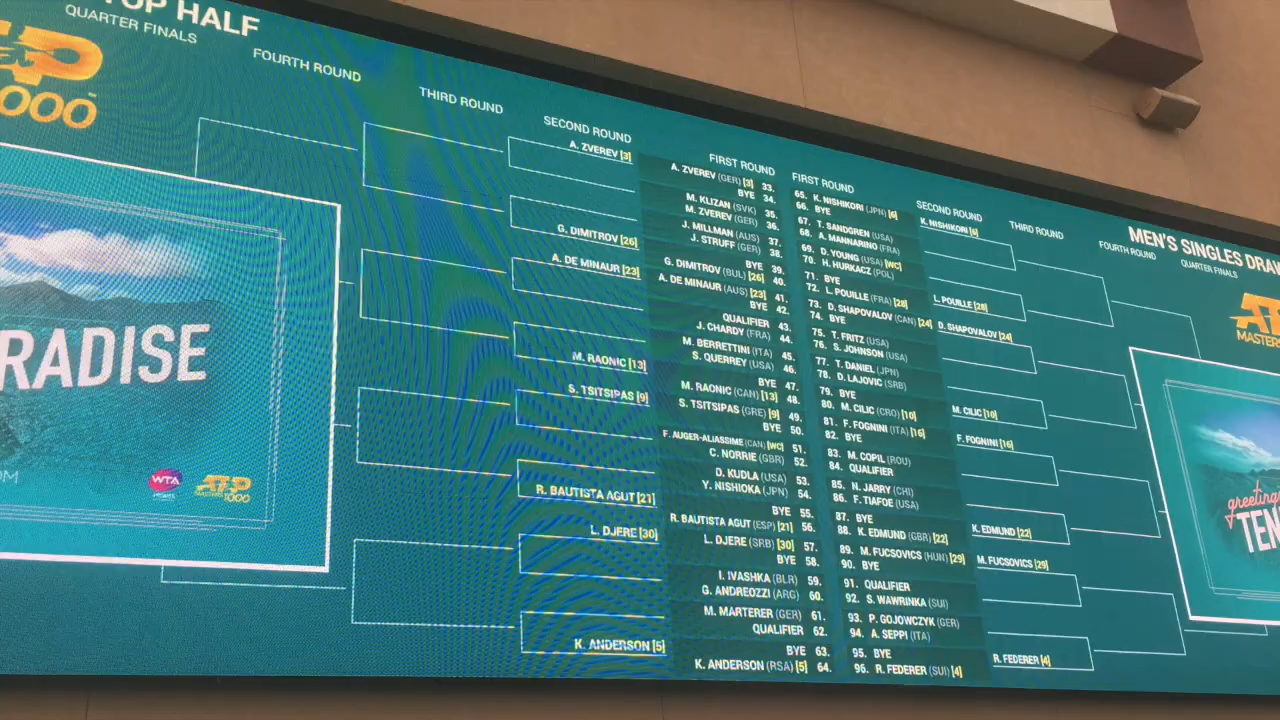 TOP HALF
QUARTER FINALS
FOURTH ROUND
THIRD ROUND
SECOND ROUND
FIRST ROUND
1000
A. ZVEREV [3]
G. DIMITROV [26]
A. DE MINAUR [23]
M. RAONIC [13]
S. TSITSIPAS [9]
R. BAUTISTA AGUT [21]
L. DJERE [30]
K. ANDERSON [5]
A. ZVEREV (GER) [3] 33.
BYE 34.
M. KLIZAN (SVK) 35.
M. ZVEREV (GER) 36.
J. MILLMAN (AUS) 37.
J. STRUFF (GER) 38.
BYE 39.
G. DIMITROV (BUL) [26] 40.
A. DE MINAUR (AUS) [23] 41.
BYE 42.
QUALIFIER 43.
J. CHARDY (FRA) 44.
M. BERRETTINI (ITA) 45.
S. QUERREY (USA) 46.
BYE 47.
M. RAONIC (CAN) [13] 48.
S. TSITSIPAS (GRE) [9] 49.
BYE 50.
F. AUGER-ALIASSIME (CAN) [WC] 51.
C. NORRIE (GBR) 52.
D. KUDLA (USA) 53.
Y. NISHIOKA (JPN) 54.
BYE 55.
R. BAUTISTA AGUT (ESP) [21] 56.
L. DJERE (SRB) [30] 57.
BYE 58.
I. IVASHKA (BLR) 59.
G. ANDREOZZI (ARG) 60.
M. MARTERER (GER) 61.
QUALIFIER 62.
BYE 63.
K. ANDERSON (RSA) [5] 64.
FIRST ROUND
65. K. NISHIKORI (JPN) [6]
66. BYE
67. T. SANDGREN (USA)
68. A. MANNARINO (FRA)
69. D. YOUNG (USA) [WC]
70. H. HURKACZ (POL)
71. BYE
72. L. POUILLE (FRA) [28]
73. D. SHAPOVALOV (CAN) [24]
74. BYE
75. T. FRITZ (USA)
76. S. JOHNSON (USA)
77. T. DANIEL (JPN)
78. D. LAJOVIC (SRB)
79. BYE
80. M. CILIC (CRO) [10]
81. F. FOGNINI (ITA) [16]
82. BYE
83. M. COPIL (ROU)
84. QUALIFIER
85. N. JARRY (CHI)
86. F. TIAFOE (USA)
87. BYE
88. K. EDMUND (GBR) [22]
89. M. FUCSOVICS (HUN) [29]
90. BYE
91. QUALIFIER
92. S. WAWRINKA (SUI)
93. P. GOJOWCZYK (GER)
94. A. SEPPI (ITA)
95. BYE
96. R. FEDERER (SUI) [4]
SECOND ROUND
K. NISHIKORI [6]
L. POUILLE [28]
D. SHAPOVALOV [24]
M. CILIC [10]
F. FOGNINI [16]
K. EDMUND [22]
M. FUCSOVICS [29]
R. FEDERER [4]
THIRD ROUND
FOURTH ROUND
QUARTER FINALS
MEN'S SINGLES DRAW
ATP
MASTERS
RADISE
OM
WTA
ATP
MASTERS 1000
greetings
TEN